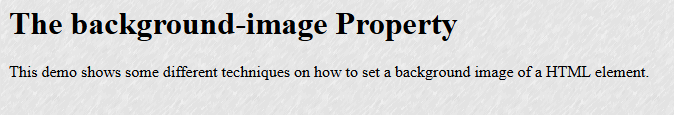 The background-image Property
This demo shows some different techniques on how to set a background image of a HTML element.